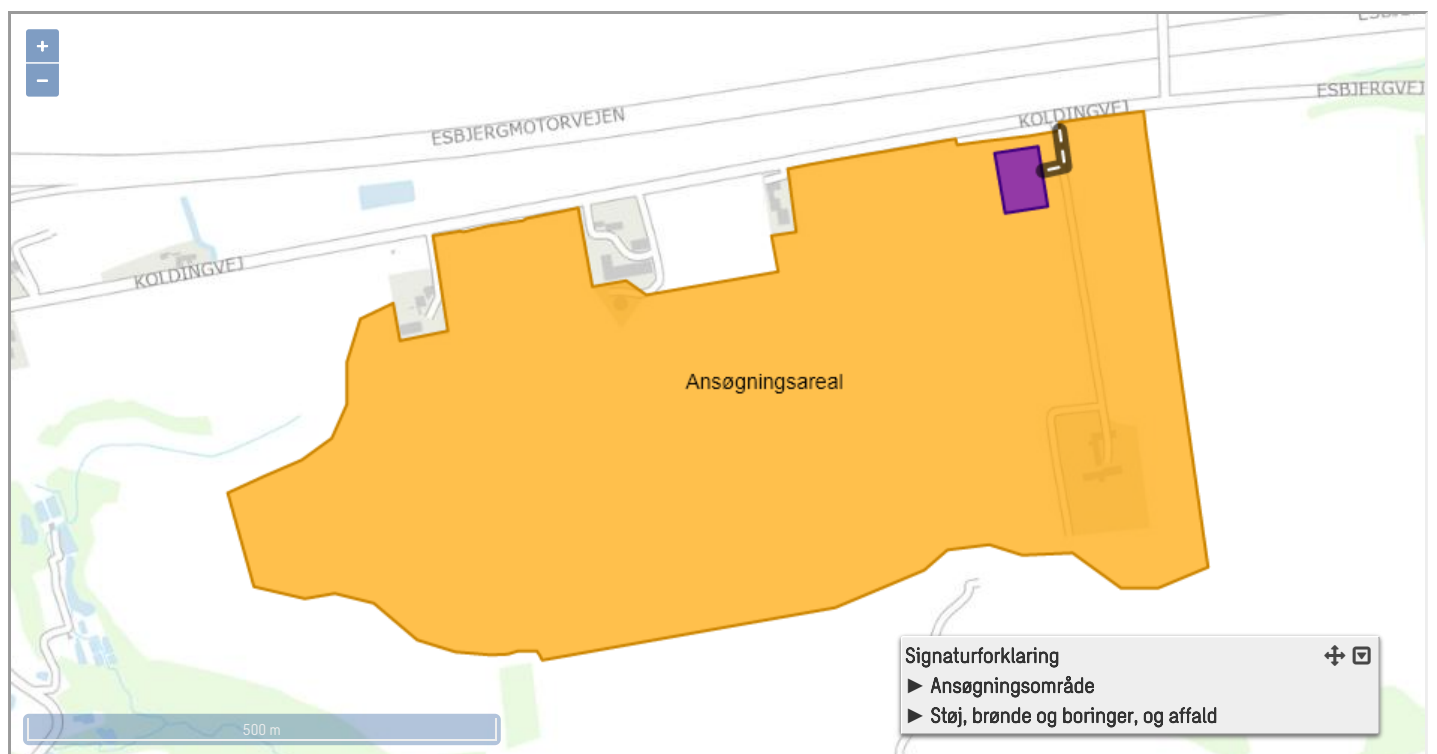 +
−
ESBJERGMOTORVEJEN
KOLDINGVEJ
ESBJERGVEJ
KOLDINGVEJ
Ansøgningsareal
Signaturforklaring
► Ansøgningsområde
► Støj, brønde og boringer, og affald
500 m